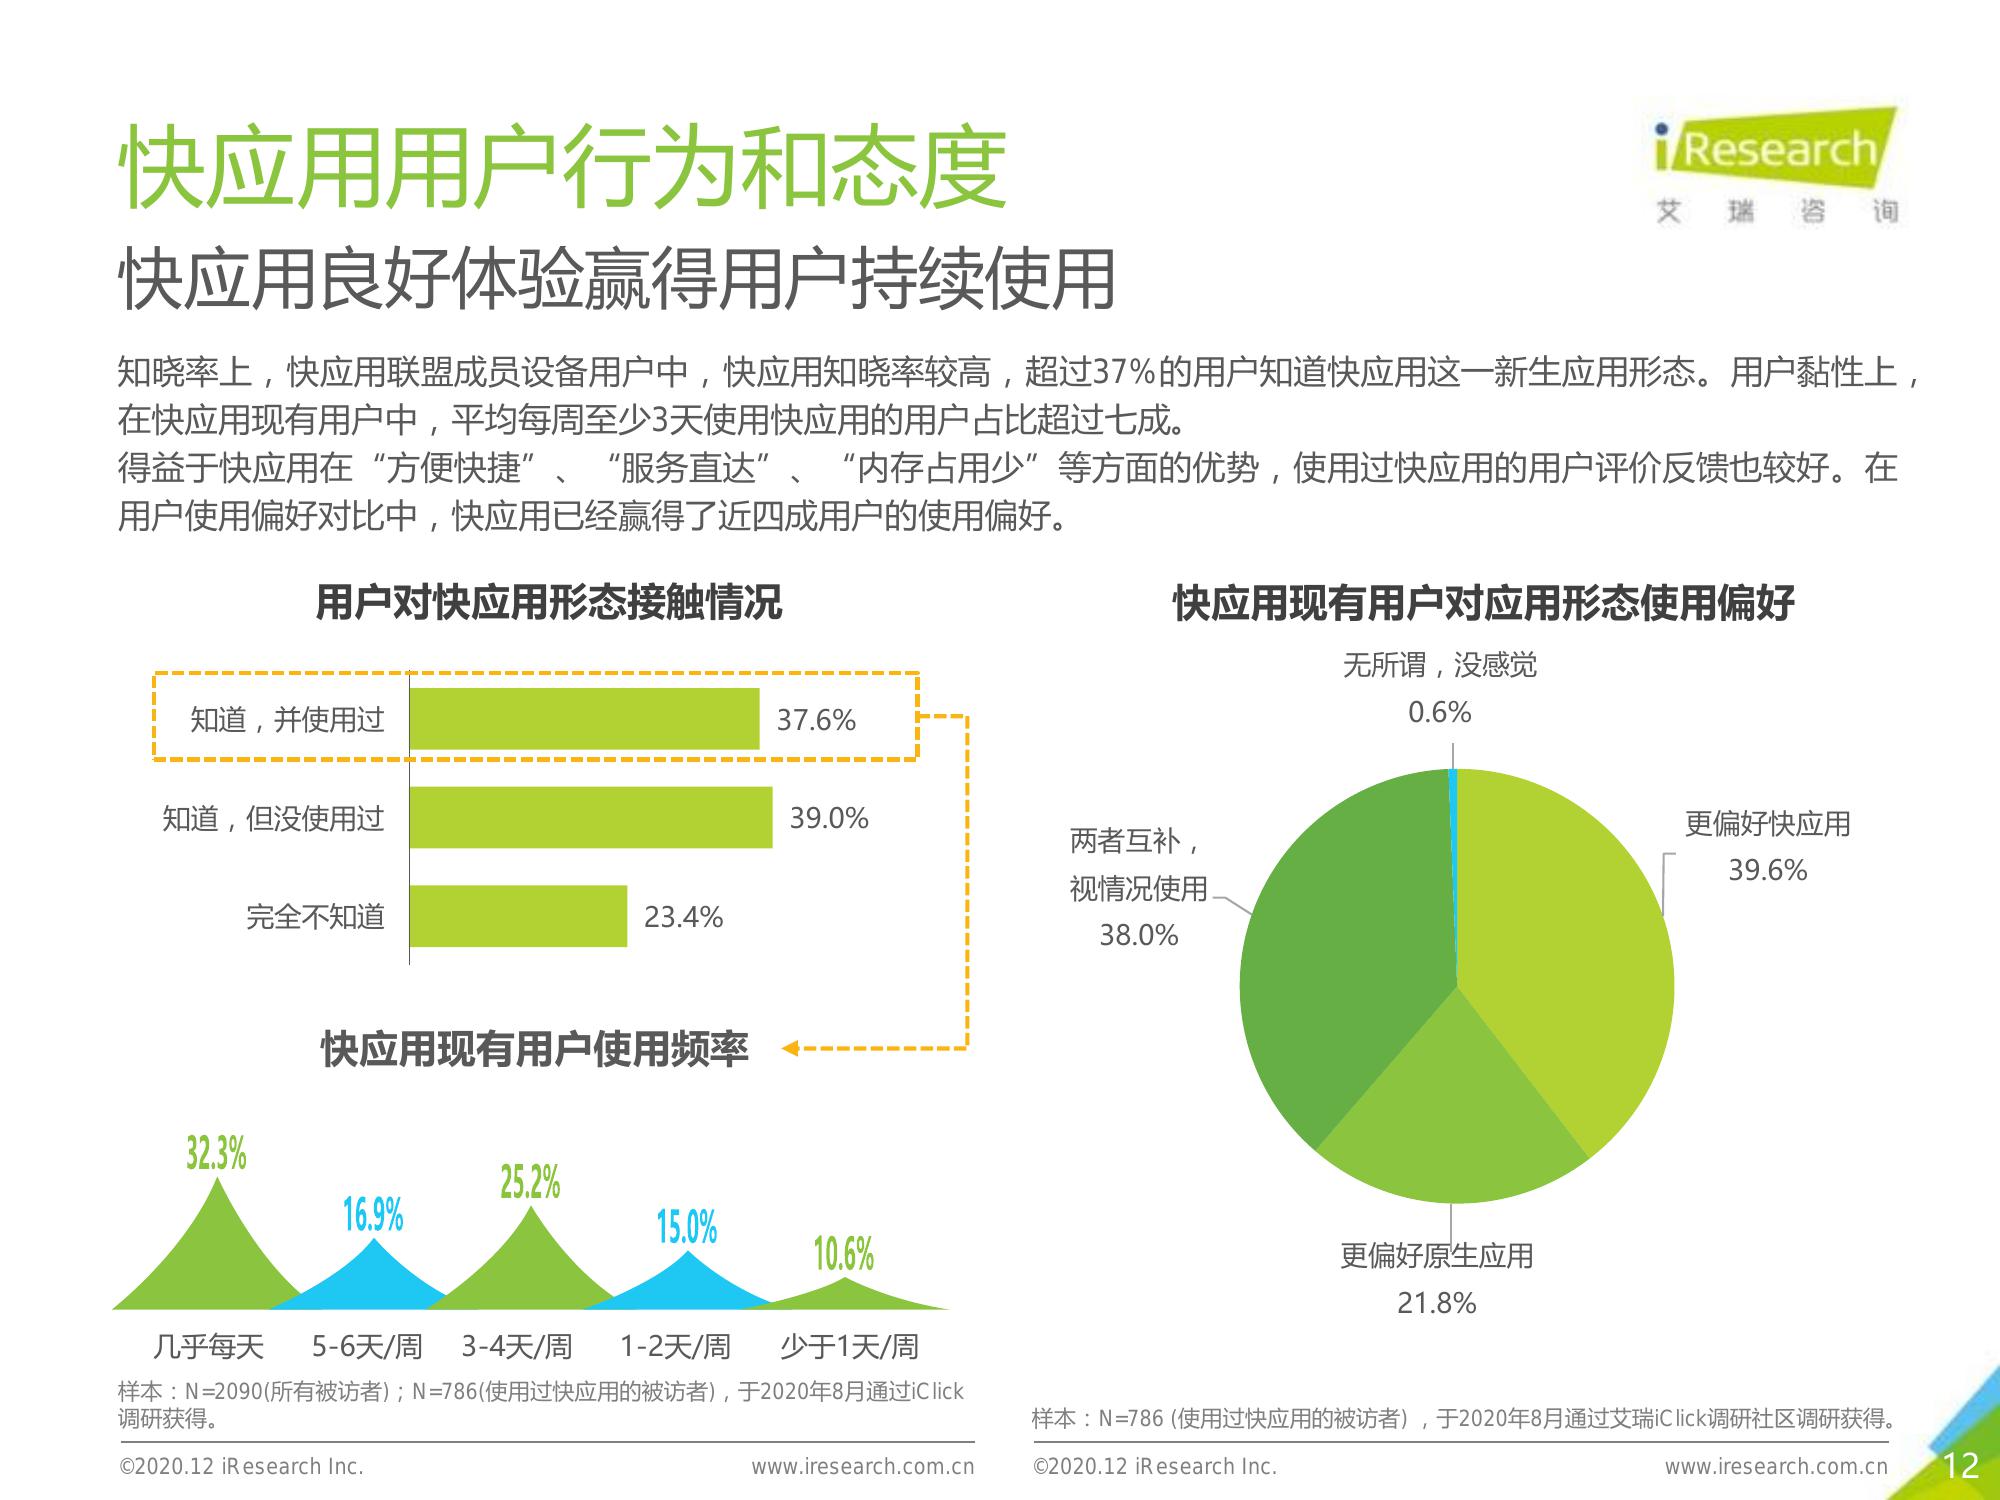 快应用用户行为和态度
iResearch
艾瑞咨询
快应用良好体验赢得用户持续使用
知晓率上，快应用联盟成员设备用户中，快应用知晓率较高，超过37%的用户知道快应用这一新生应用形态。用户黏性上，
在快应用现有用户中，平均每周至少3天使用快应用的用户占比超过七成。
得益于快应用在“方便快捷”、“服务直达”、“内存占用少”等方面的优势，使用过快应用的用户评价反馈也较好。在
用户使用偏好对比中，快应用已经赢得了近四成用户的使用偏好。
用户对快应用形态接触情况
知道，并使用过
37.6%
知道，但没使用过
39.0%
完全不知道
23.4%
快应用现有用户使用频率
32.3%
16.9%
25.2%
15.0%
10.6%
几乎每天
5-6天/周
3-4天/周
1-2天/周
少于1天/周
样本：N=2090(所有被访者)；N=786(使用过快应用的被访者)，于2020年8月通过iClick
调研获得。
©2020.12 iResearch Inc.
www.iresearch.com.cn
快应用现有用户对应用形态使用偏好
无所谓，没感觉
0.6%
更偏好快应用
39.6%
两者互补，
视情况使用
38.0%
更偏好原生应用
21.8%
样本：N=786 (使用过快应用的被访者) ，于2020年8月通过艾瑞iClick调研社区调研获得。
©2020.12 iResearch Inc.
www.iresearch.com.cn
12